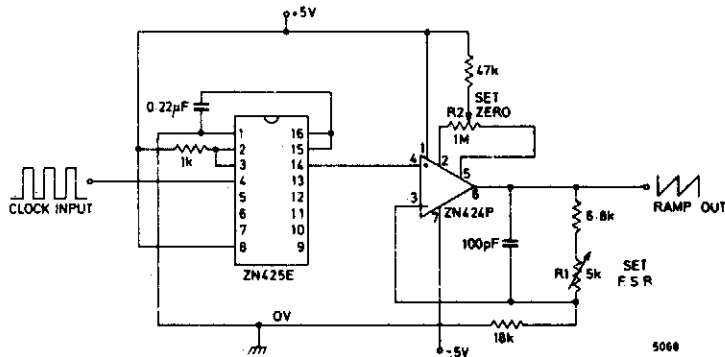 +5V
47k
0.22µF
SET
ZERO
R2
1M
1 16
2 15
3 14
4 13
5 12
6 11
7 10
8 9
1k
ZN425E
CLOCK INPUT
1
4
+
2
5
3
-
6
7
ZN424P
100pF
6.8k
R1
5k
SET
F.S.R
RAMP OUT
0V
18k
-5V
5060